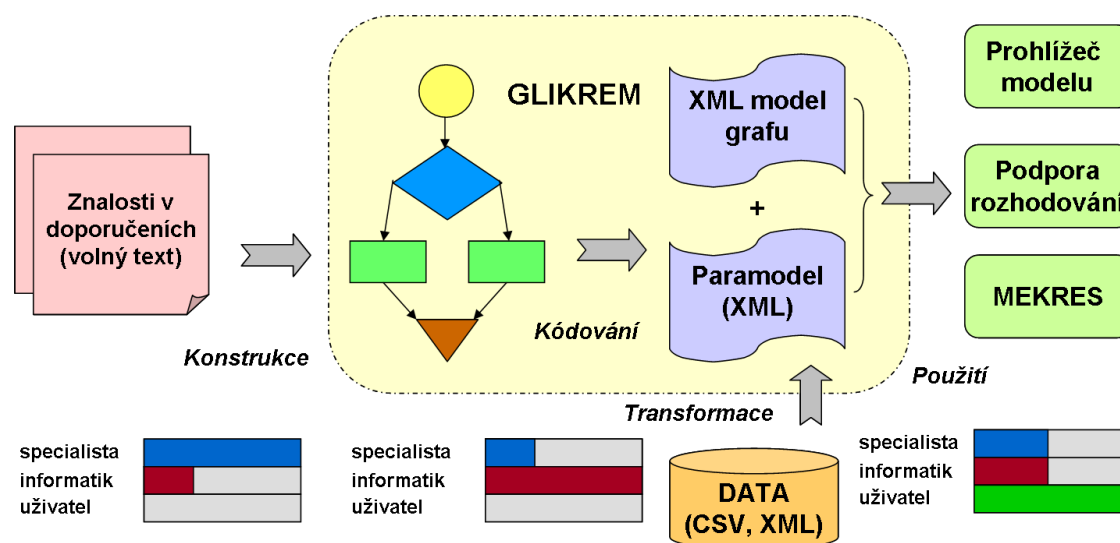 Znalosti v
doporučeních
(volný text)
Konstrukce
GLIKREM
Kódování
XML model
grafu
+
Paramodel
(XML)
Transformace
DATA
(CSV, XML)
Použití
Prohlížeč
modelu
Podpora
rozhodování
MEKRES
specialista
informatik
uživatel
specialista
informatik
uživatel
specialista
informatik
uživatel